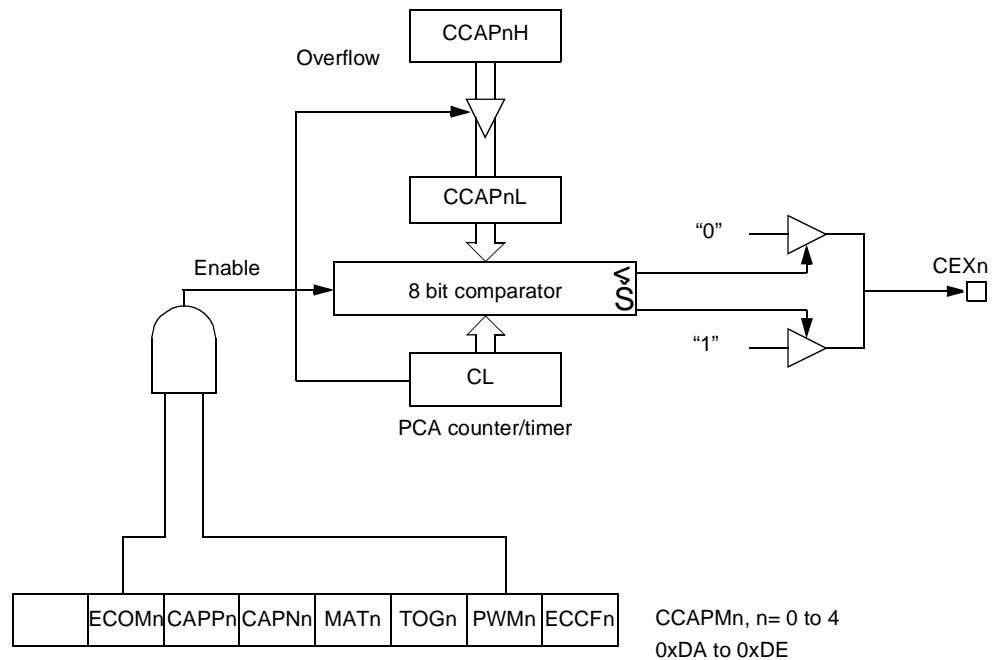 CCAPnH
Overflow
CCAPnL
“0”
Enable
8 bit comparator
<
CEXn
“1”
CL
PCA counter/timer
ECOMn CAPPn CAPNn MATn TOGn PWMn ECCFn
CCAPMn, n= 0 to 4
0xDA to 0xDE